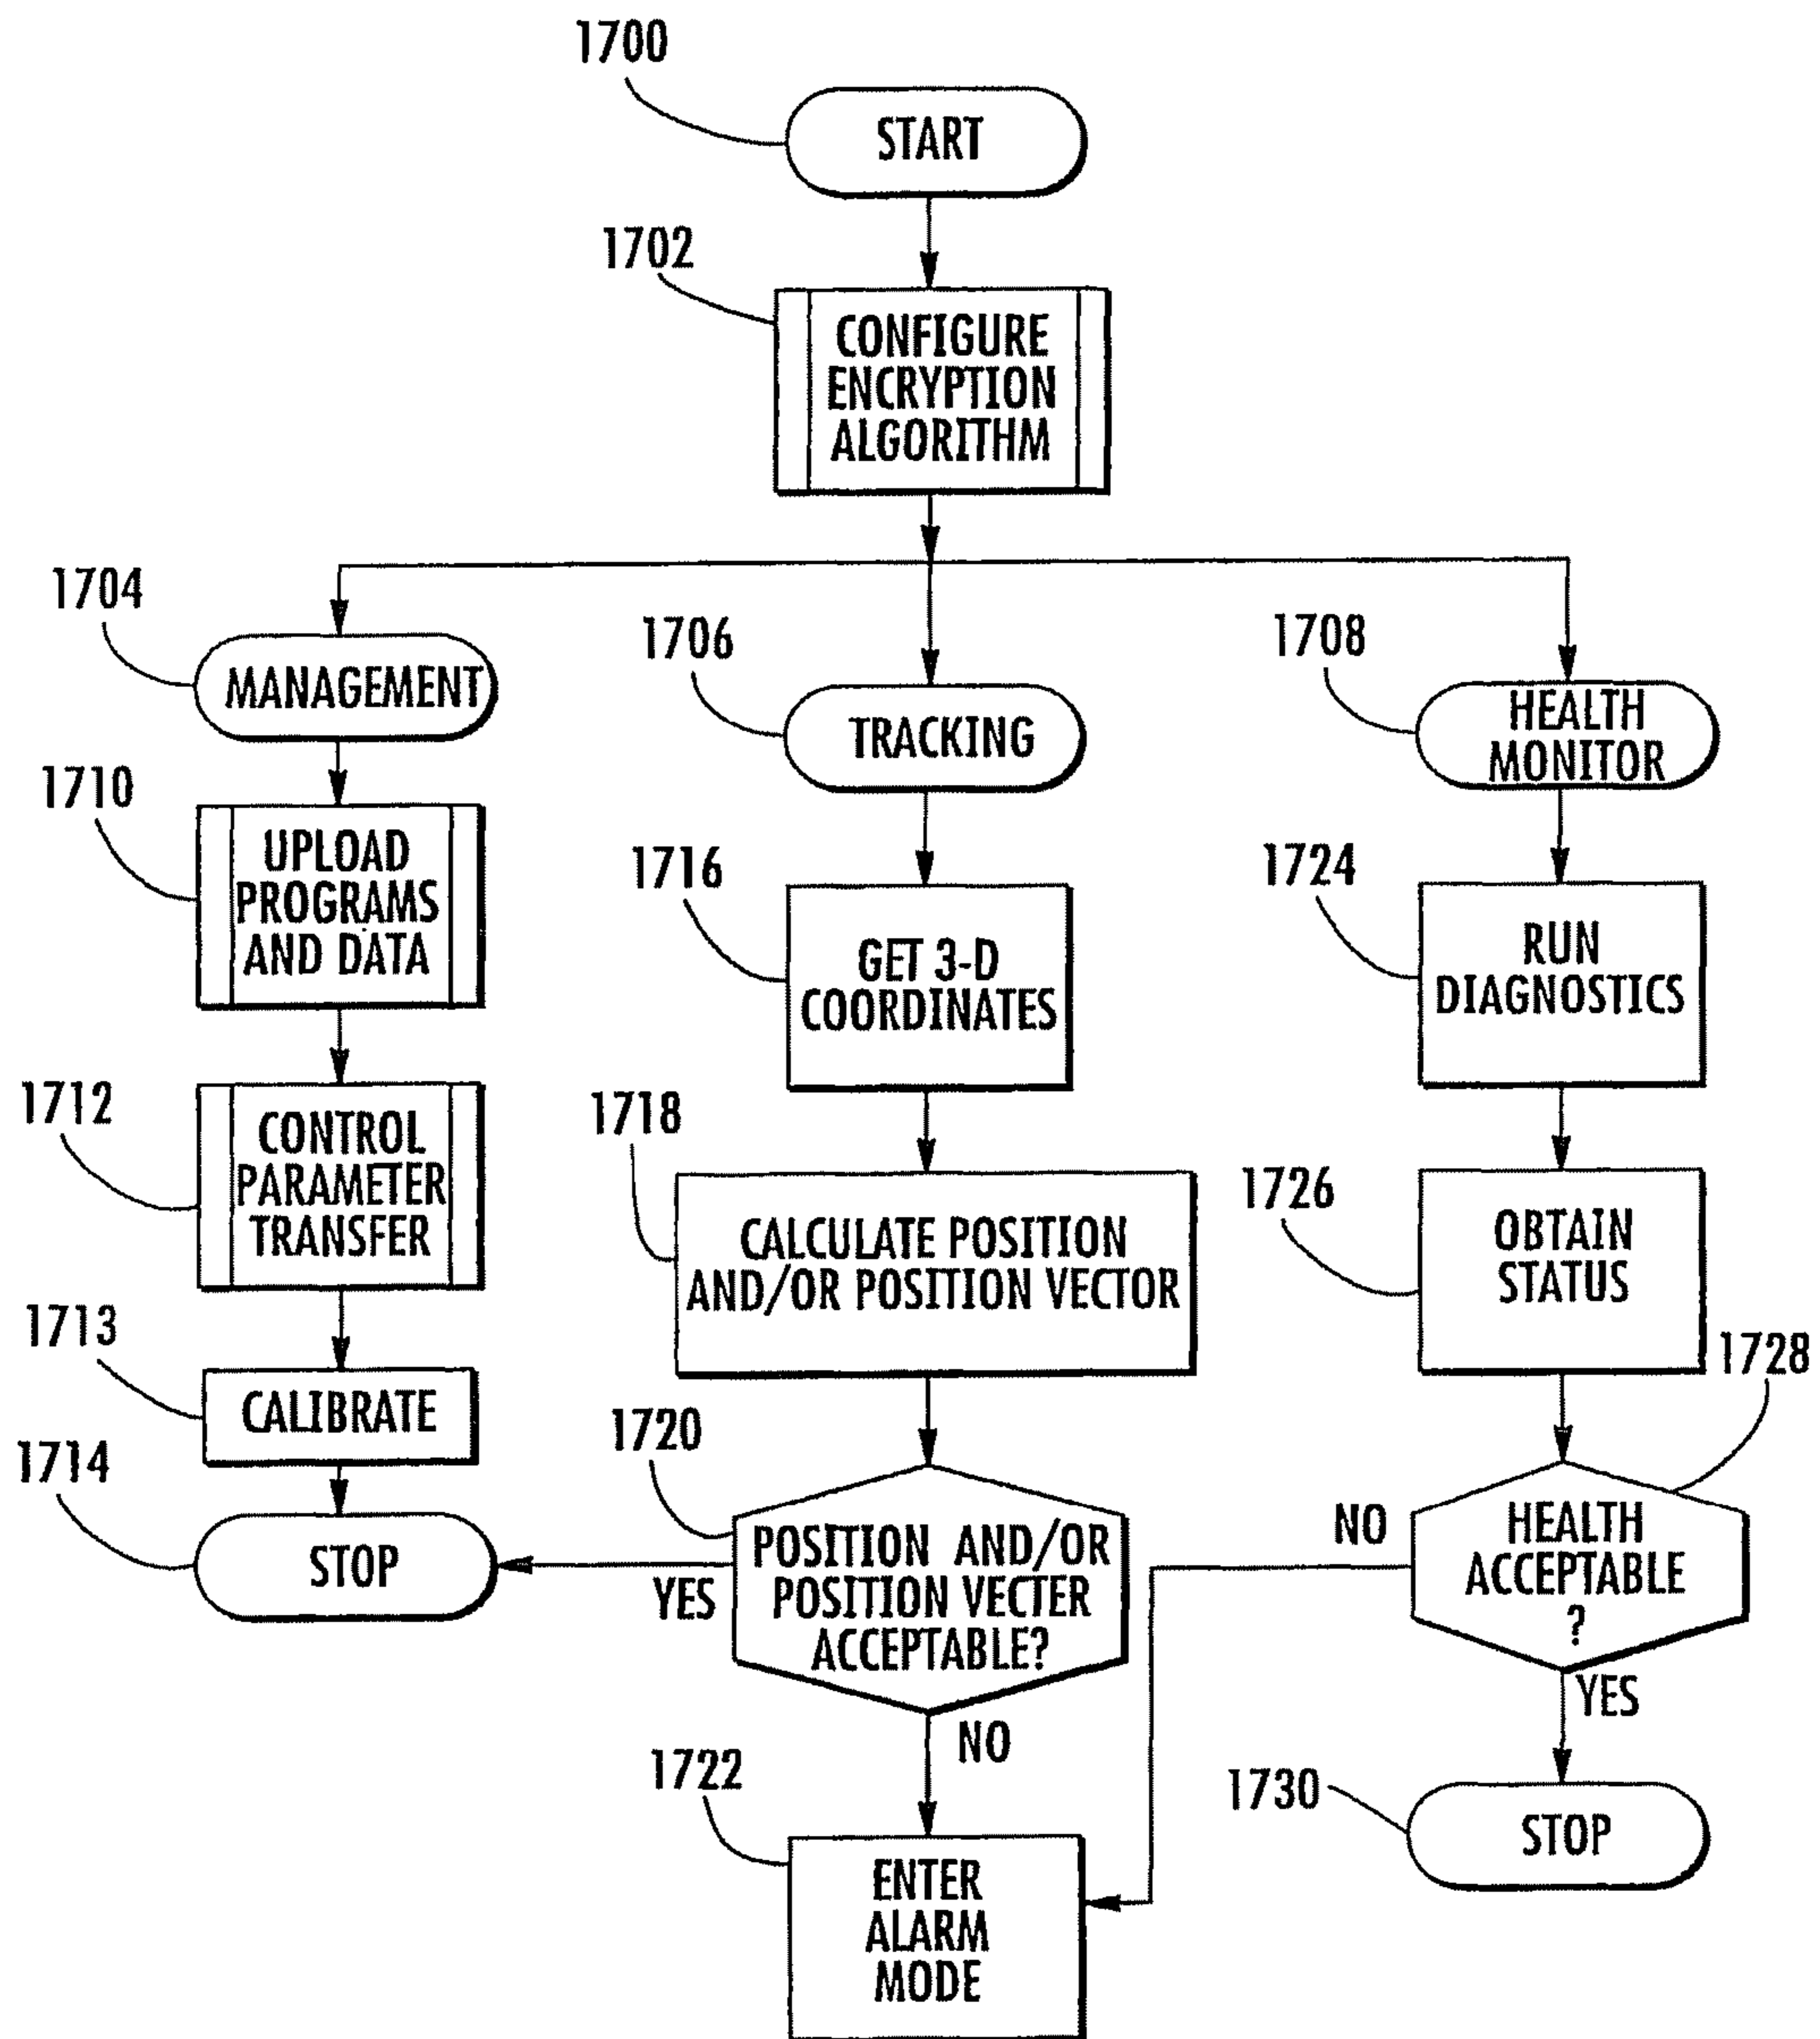 1700
START
1702
CONFIGURE
ENCRYPTION
ALGORITHM
1704
MANAGEMENT
1706
TRACKING
1708
HEALTH
MONITOR
1710
UPLOAD
PROGRAMS
AND DATA
1716
GET 3-D
COORDINATES
1724
RUN
DIAGNOSTICS
1712
CONTROL
PARAMETER
TRANSFER
1718
CALCULATE POSITION
AND/OR POSITION VECTOR
1726
OBTAIN
STATUS
1713
CALIBRATE
1714
STOP
1720
POSITION AND/OR
POSITION VECTER
ACCEPTABLE?
YES
NO
1728
HEALTH
ACCEPTABLE
?
NO
YES
1722
ENTER
ALARM
MODE
1730
STOP